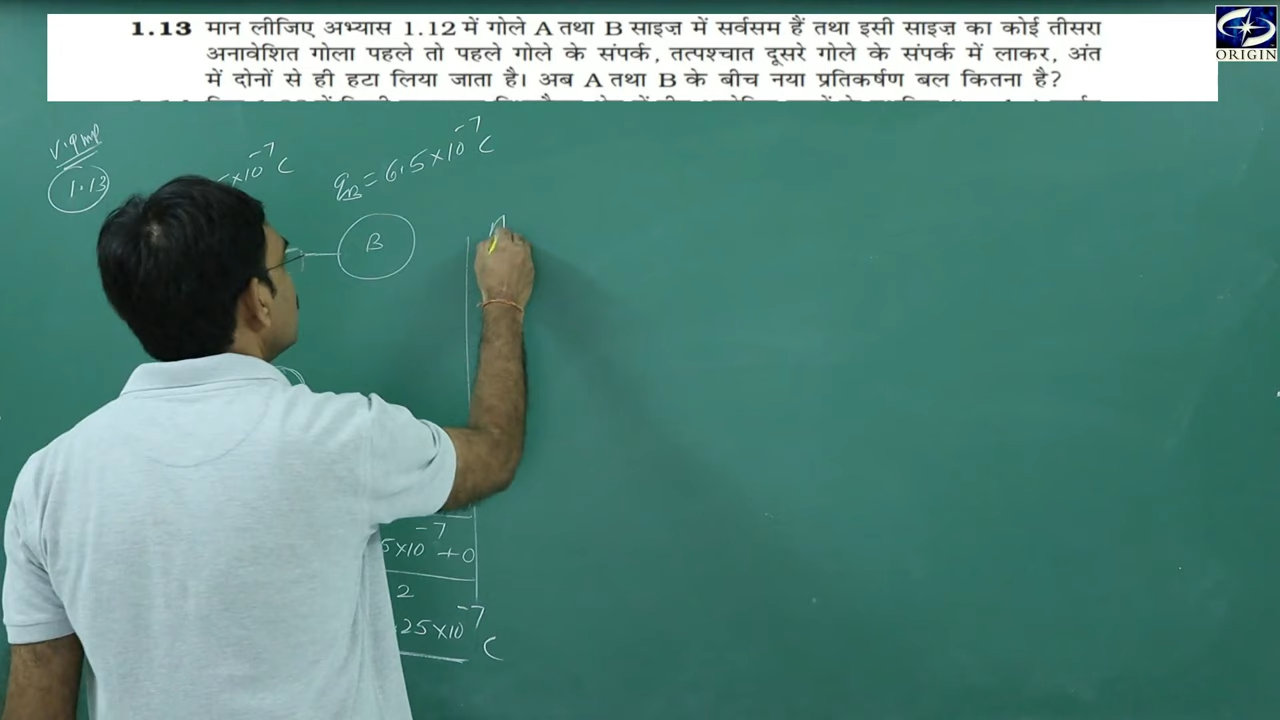 1.13 मान लीजिए अभ्यास 1.12 में गोले A तथा B साइज़ में सर्वसम हैं तथा इसी साइज़ का कोई तीसरा
अनावेशित गोला पहले तो पहले गोले के संपर्क, तत्पश्चात दूसरे गोले के संपर्क में लाकर, अंत
में दोनों से ही हटा लिया जाता है। अब A तथा B के बीच नया प्रतिकर्षण बल कितना है?
ORIGIN
1.13
×10⁻⁷ C
q_B = 6.5×10⁻⁷ C
B
5×10⁻⁷ + 0
2
.25×10⁻⁷ C